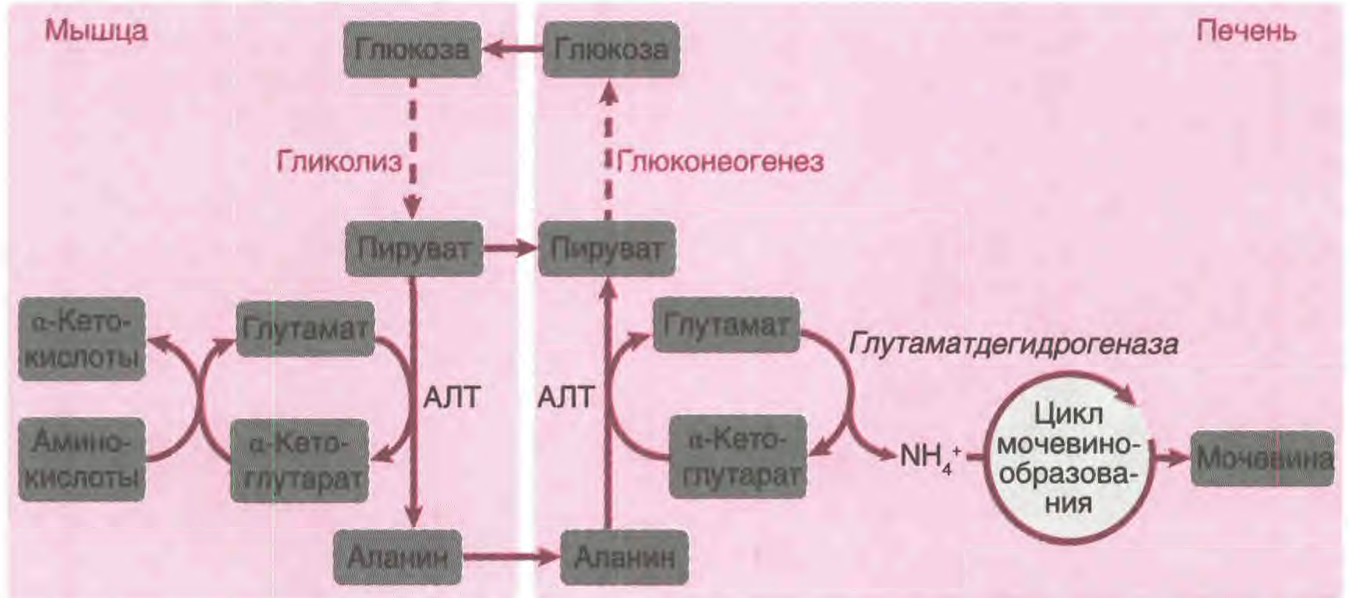 Мышца
Печень
Глюкоза
Глюкоза
Гликолиз
Глюконеогенез
Пируват
Пируват
α-Кето-
кислоты
Глутамат
Глутамат
Глутаматдегидрогеназа
АЛТ
АЛТ
Амино-
кислоты
α-Кето-
глутарат
α-Кето-
глутарат
NH₄⁺
Цикл
мочевино-
образова-
ния
Мочевина
Аланин
Аланин